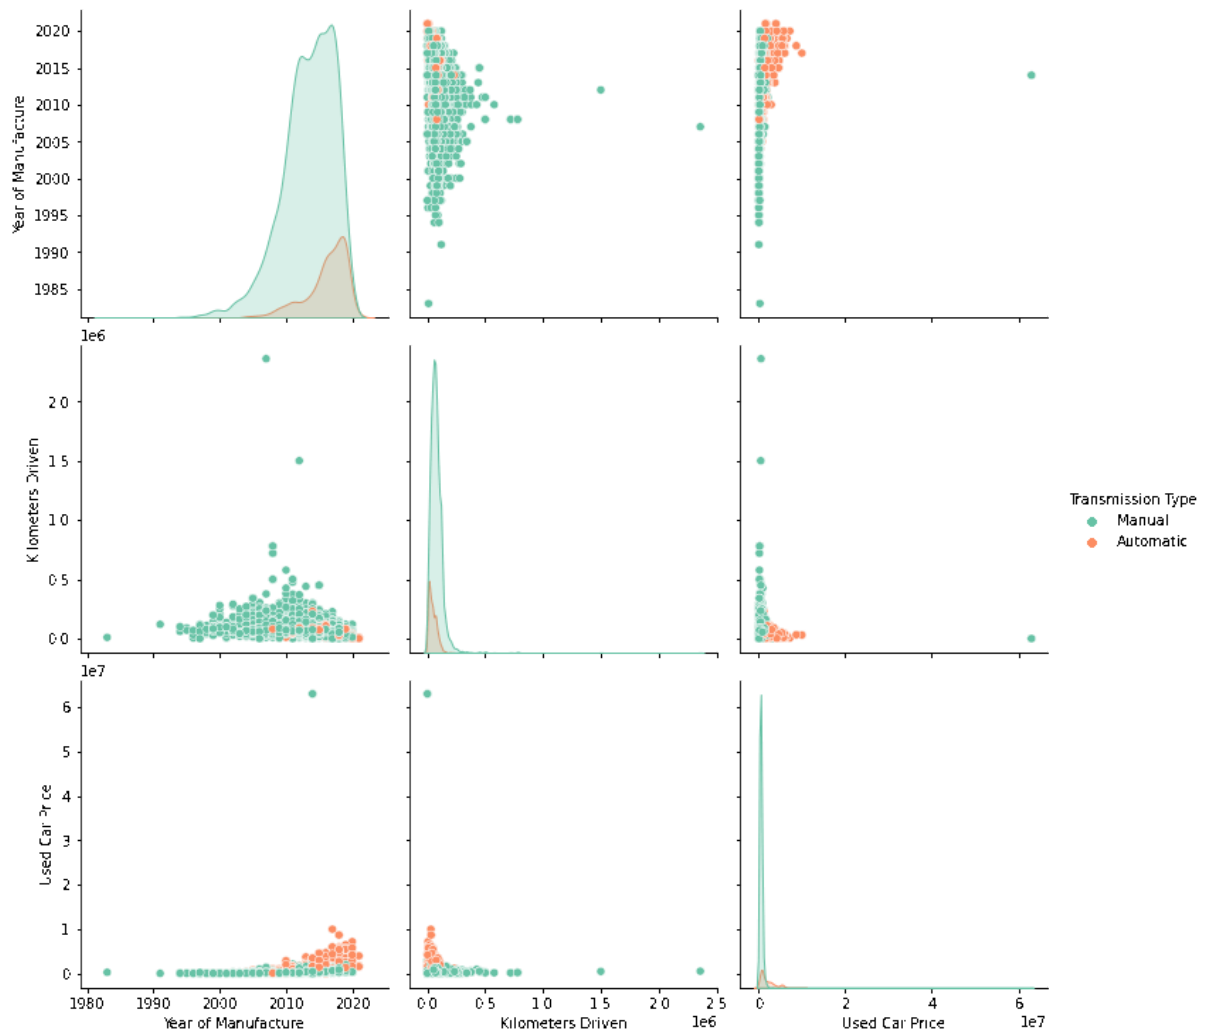 2020
2015
2010
2005
2000
1995
1990
1985
Year of Manufacture
1e6
2 0
1 5
1 0
0 5
0 0
Kilometers Driven
Transmission Type
Manual
Automatic
1e7
6
5
4
3
2
1
0
Used Car Price
1980 1990 2000 2010 2020
Year of Manufacture
0 0 0 5 1 0 1 5 2 0 2 5
1e6
Kilometers Driven
0 2 4 6
1e7
Used Car Price